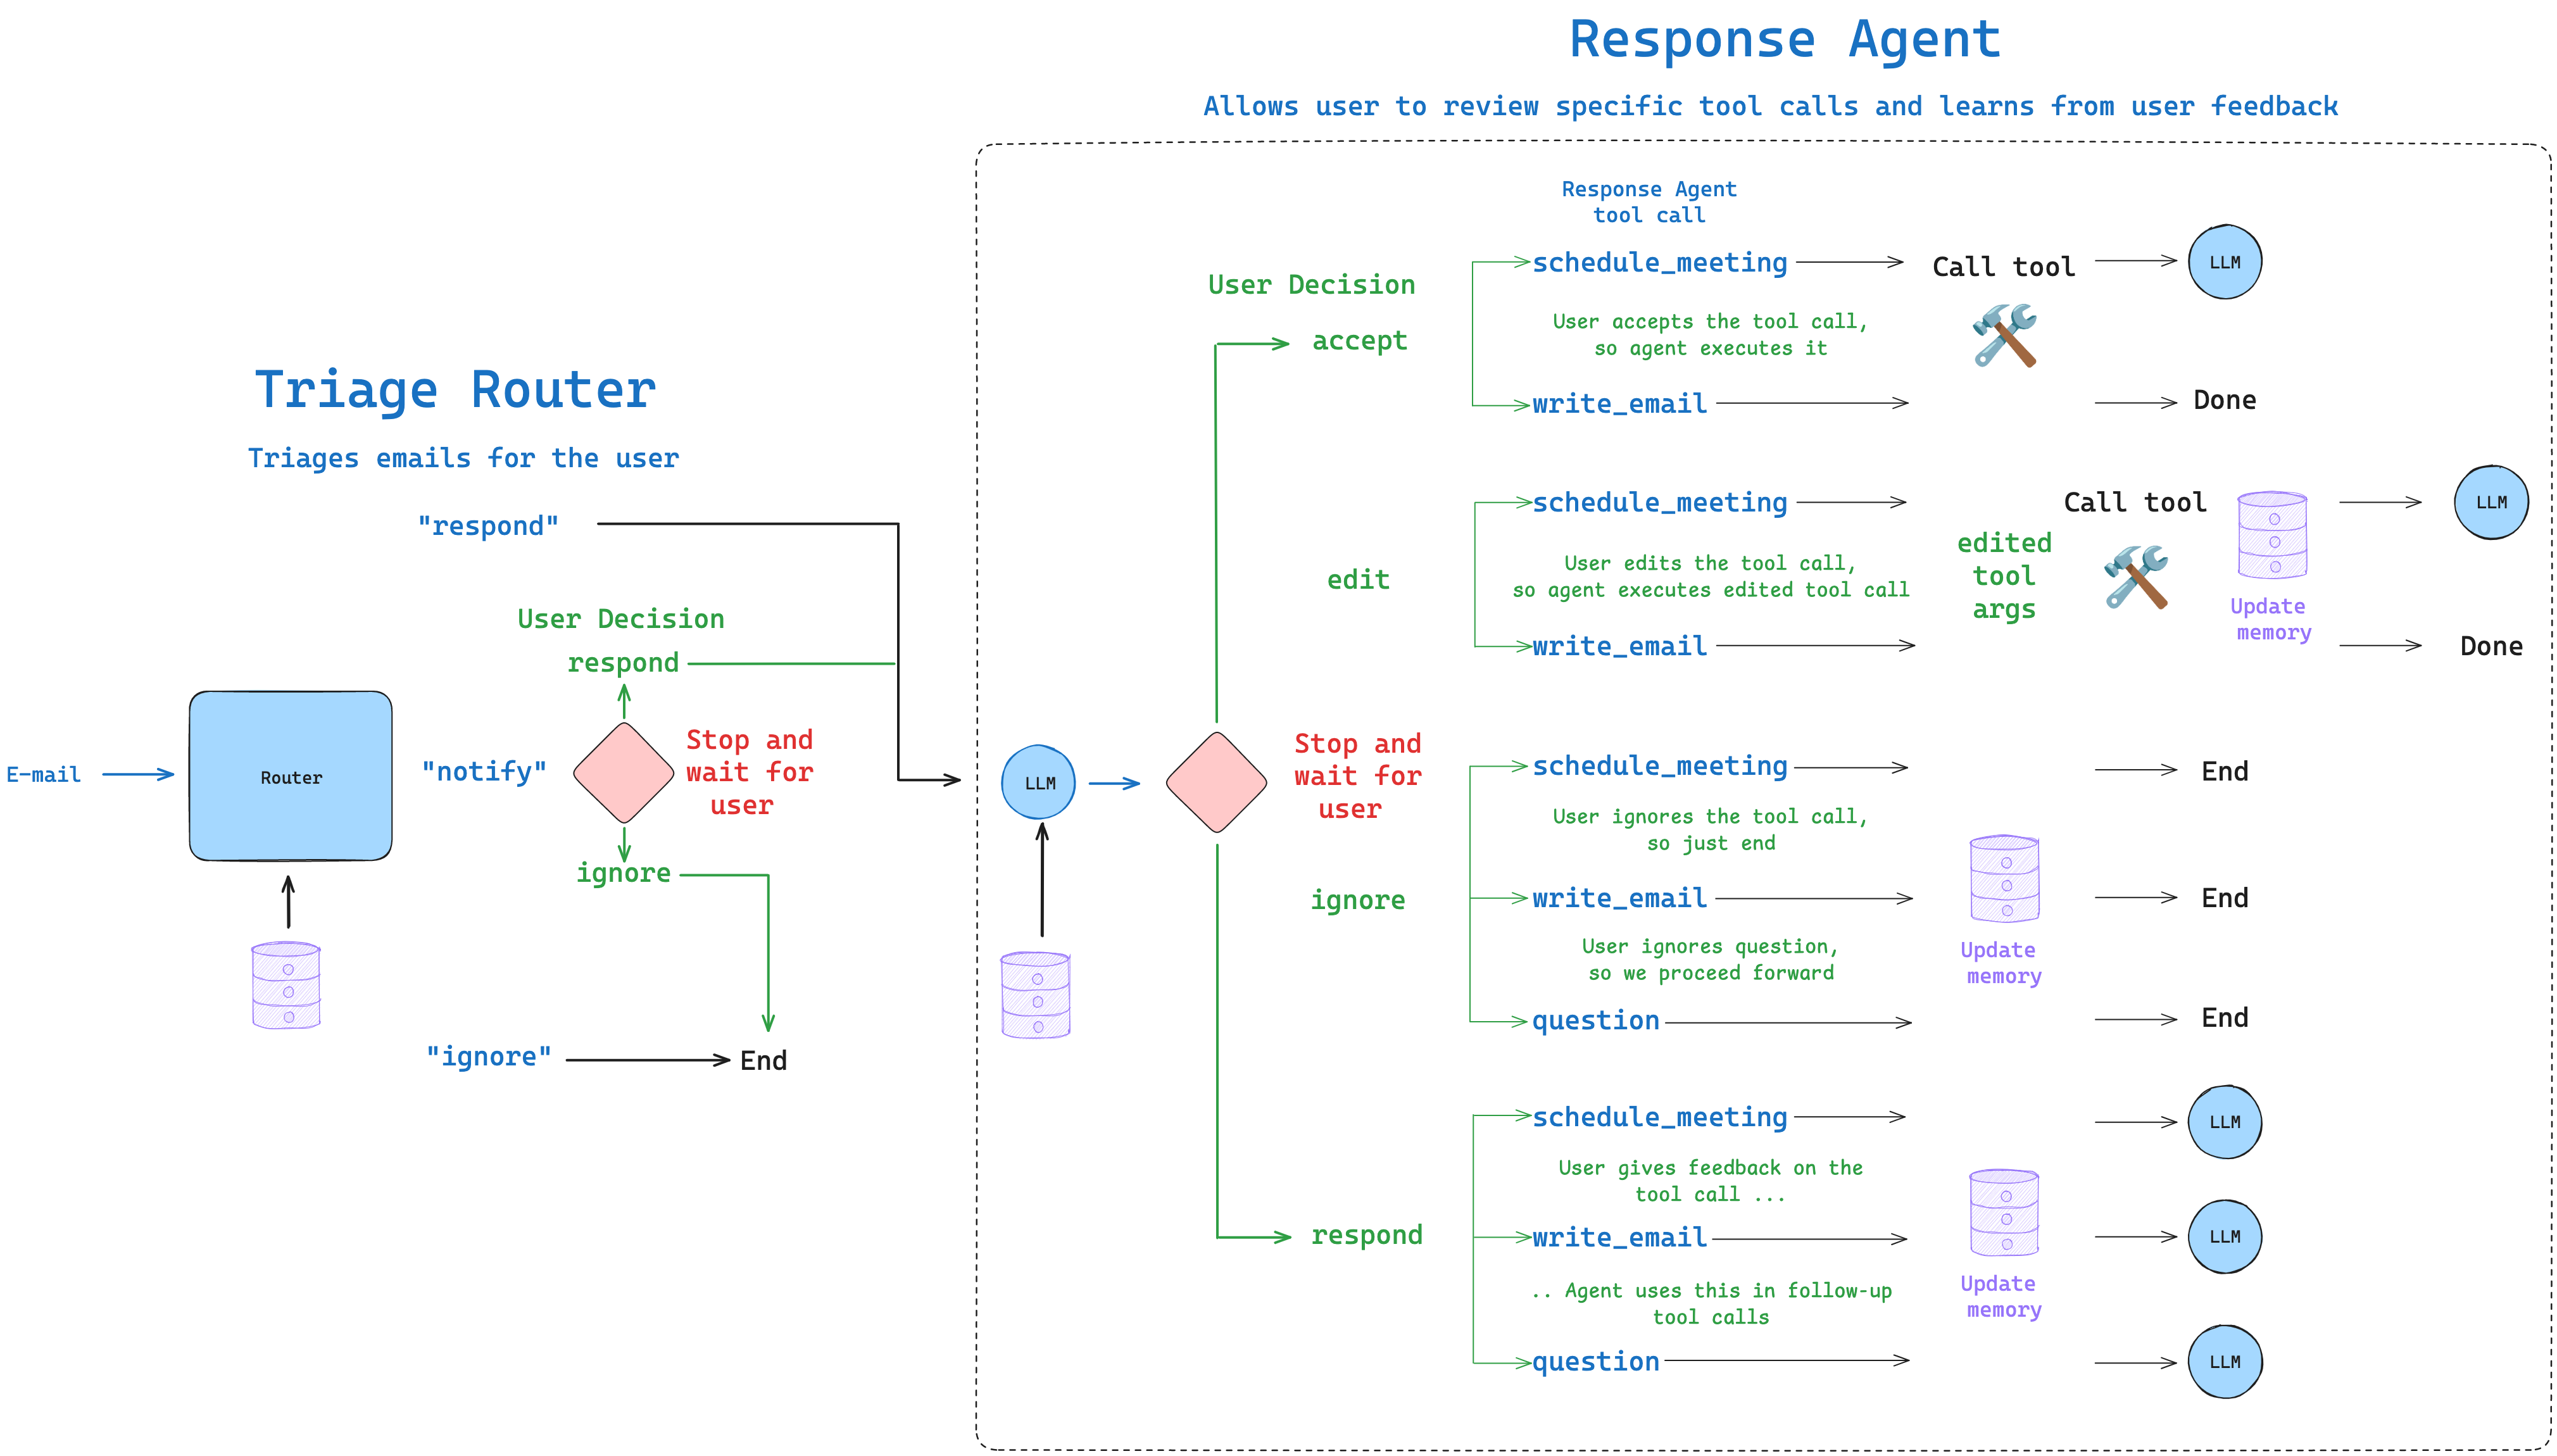 Response Agent
Allows user to review specific tool calls and learns from user feedback
Triage Router
Triages emails for the user
"respond"
User Decision
respond
E-mail
Router
"notify"
Stop and
wait for
user
ignore
"ignore"
End
LLM
Stop and
wait for
user
User Decision
accept
Response Agent
tool call
schedule_meeting
Call tool
LLM
User accepts the tool call,
so agent executes it
write_email
Done
edit
schedule_meeting
Call tool
LLM
User edits the tool call,
so agent executes edited tool call
edited
tool
args
Update
memory
write_email
Done
ignore
schedule_meeting
End
User ignores the tool call,
so just end
write_email
End
User ignores question,
so we proceed forward
Update
memory
question
End
respond
schedule_meeting
LLM
User gives feedback on the
tool call ...
write_email
LLM
.. Agent uses this in follow-up
tool calls
Update
memory
question
LLM